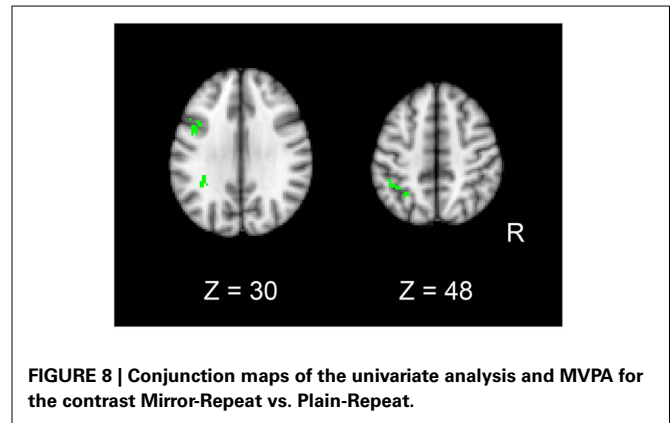 R
Z = 30 Z = 48
FIGURE 8 | Conjunction maps of the univariate analysis and MVPA for
the contrast Mirror-Repeat vs. Plain-Repeat.